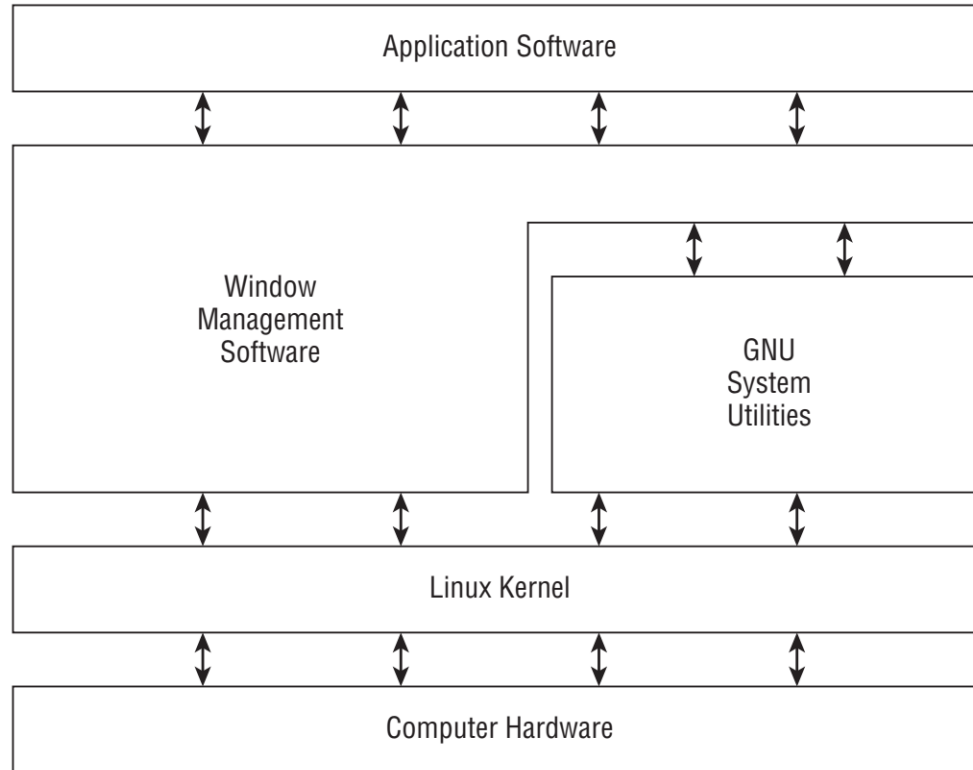 Application Software
Window
Management
Software
GNU
System
Utilities
Linux Kernel
Computer Hardware